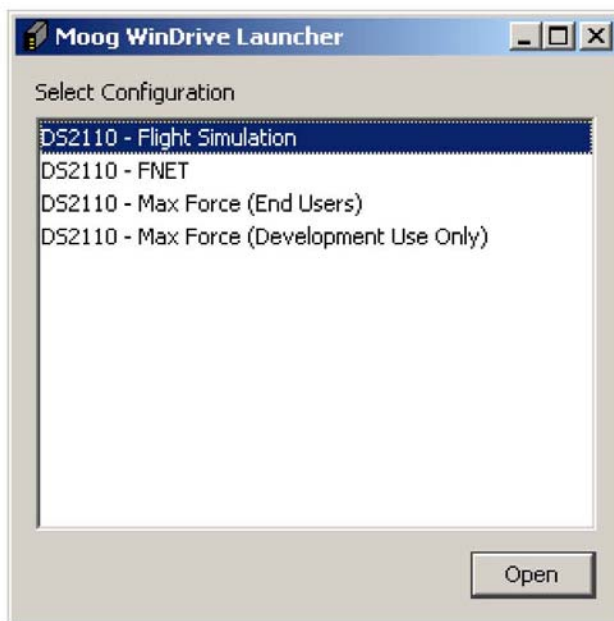 Moog WinDrive Launcher
Select Configuration
DS2110 - Flight Simulation
DS2110 - FNET
DS2110 - Max Force (End Users)
DS2110 - Max Force (Development Use Only)
Open